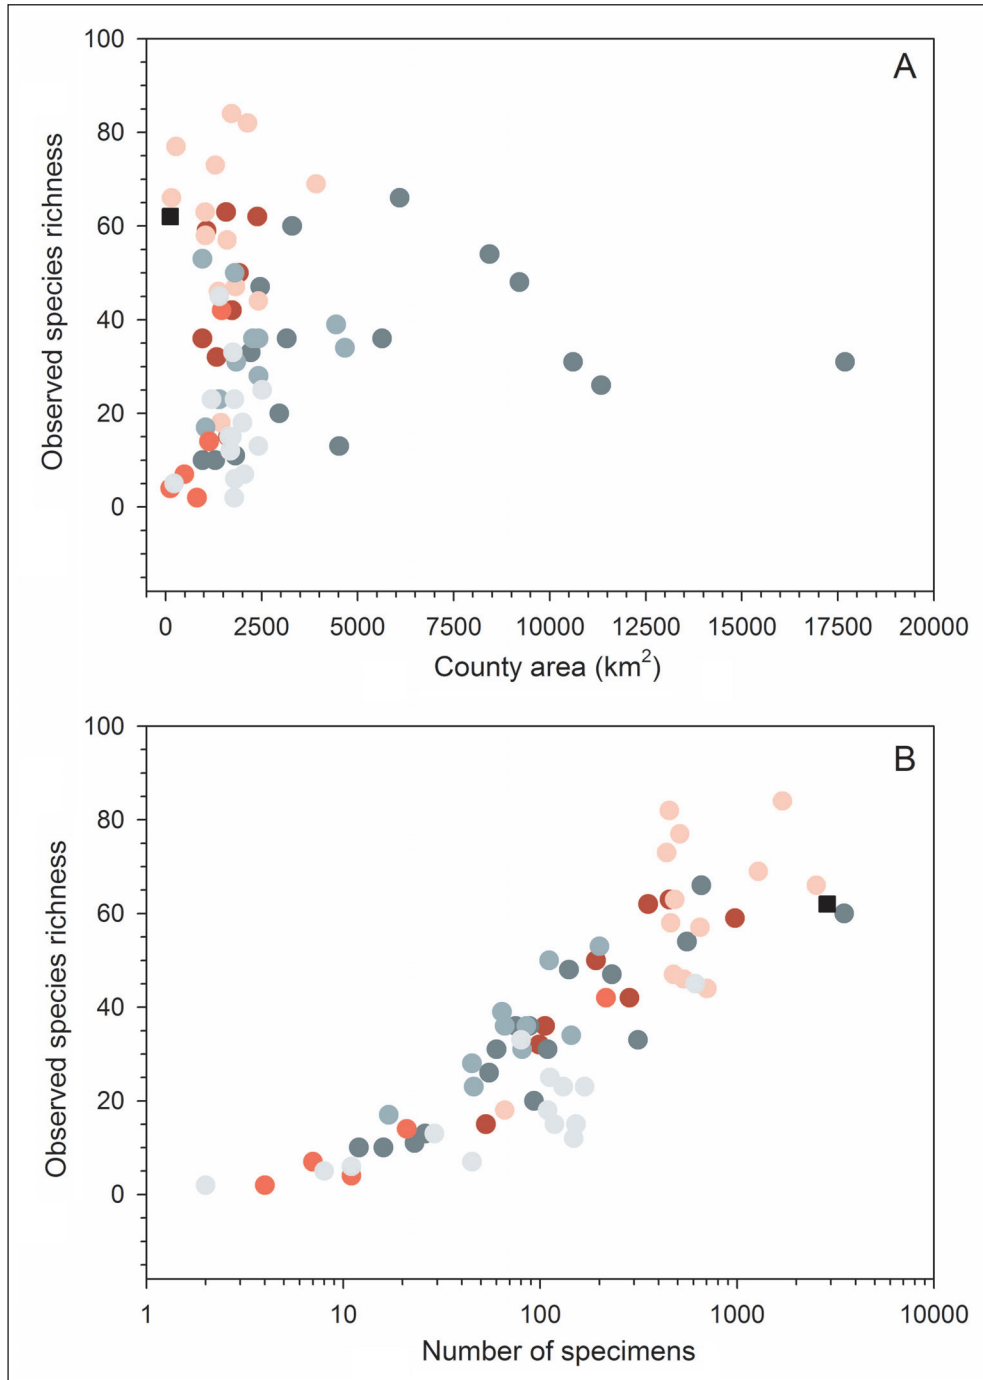 A
100
80
60
40
20
0
Observed species richness
0 2500 5000 7500 10000 12500 15000 17500 20000
County area (km²)
B
100
80
60
40
20
0
Observed species richness
1 10 100 1000 10000
Number of specimens